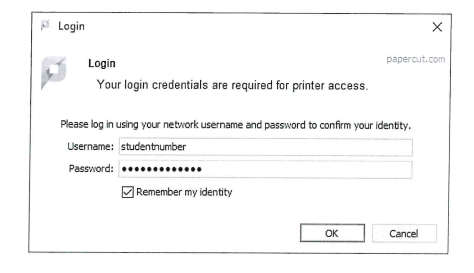 Login
Login
papercut.com
Your login credentials are required for printer access.
Please log in using your network username and password to confirm your identity.
Username: studentnumber
Password: •••••••••••••
Remember my identity
OK Cancel